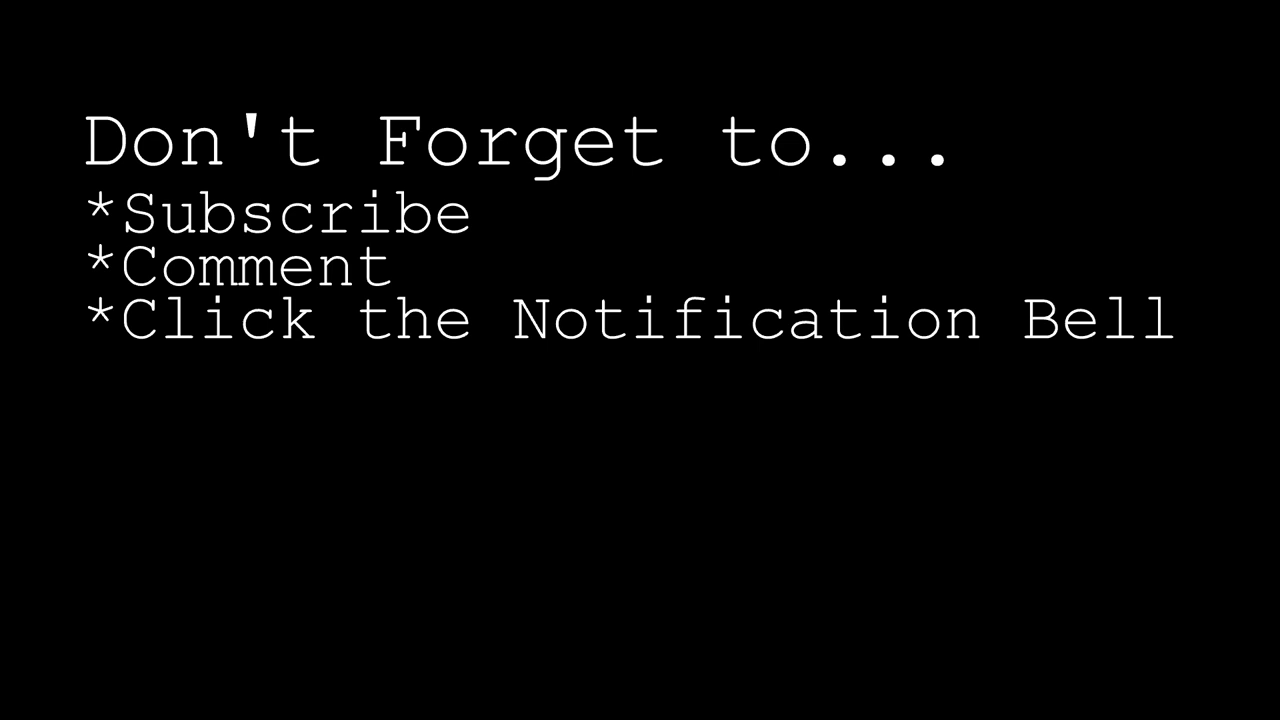 Don't Forget to...
*Subscribe
*Comment
*Click the Notification Bell